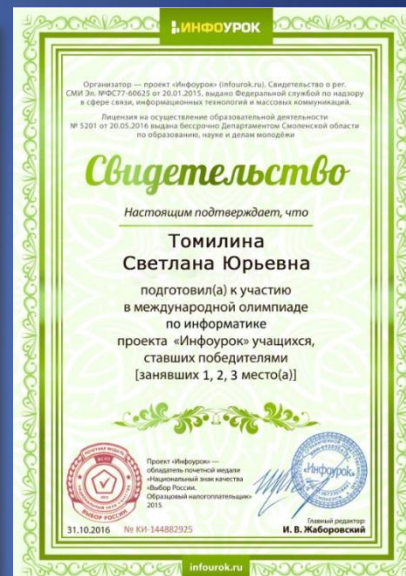 ИНФОУРОК
Организатор — проект «Инфоурок» (infourok.ru). Свидетельство о рег.
СМИ Эл. №ФС77-60625 от 20.01.2015, выдано Федеральной службой по надзору
в сфере связи, информационных технологий и массовых коммуникаций.
Лицензия на осуществление образовательной деятельности
№ 5201 от 20.05.2016 выдана бессрочно Департаментом Смоленской области
по образованию, науке и делам молодёжи
Свидетельство
Настоящим подтверждает, что
Томилина
Светлана Юрьевна
подготовил(а) к участию
в международной олимпиаде
по информатике
проекта «Инфоурок» учащихся,
ставших победителями
[занявших 1, 2, 3 место(а)]
Проект «Инфоурок» —
обладатель почетной медали
«Национальный знак качества
«Выбор России.
Образцовый налогоплательщик»
2015
ВЫБОР РОССИИ
«Инфоурок»
31.10.2016 № КИ-144882925
Главный редактор:
И. В. Жаборовский
infourok.ru